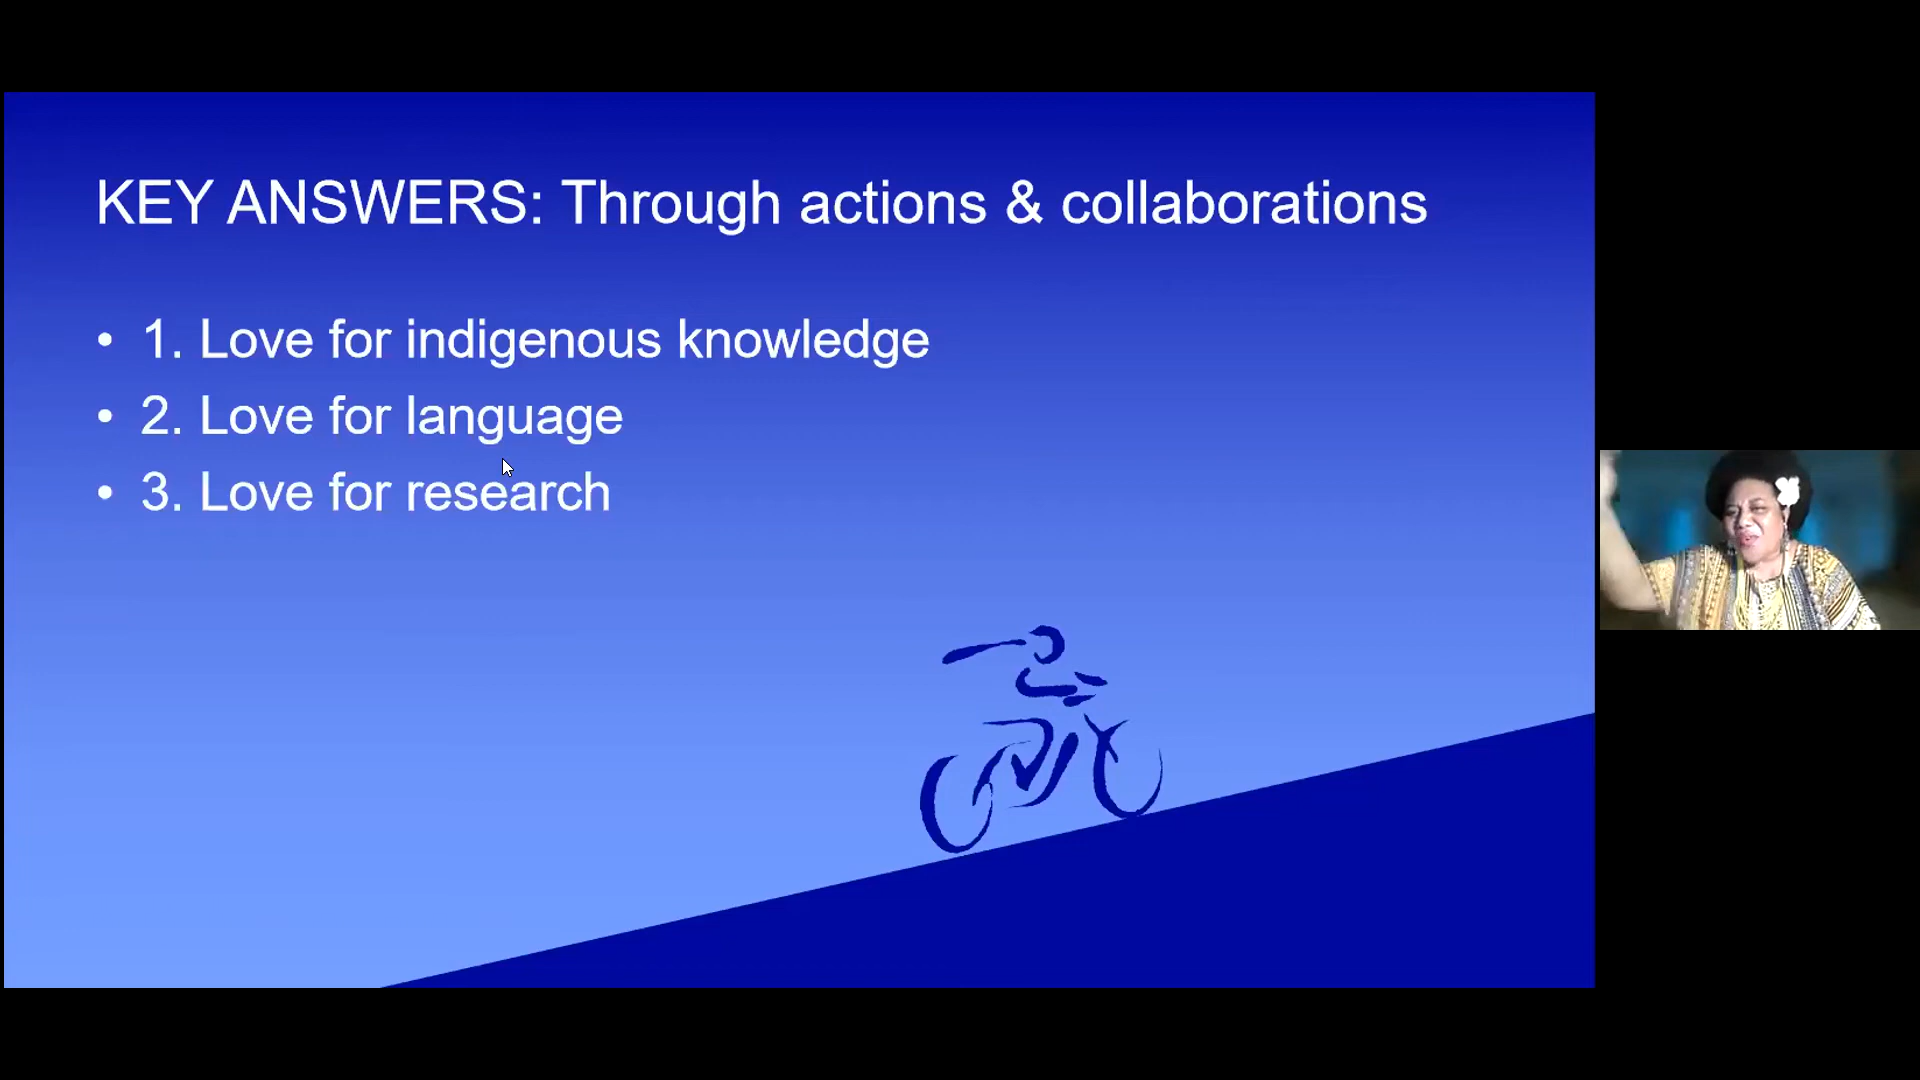 KEY ANSWERS: Through actions & collaborations
• 1. Love for indigenous knowledge
• 2. Love for language
• 3. Love for research